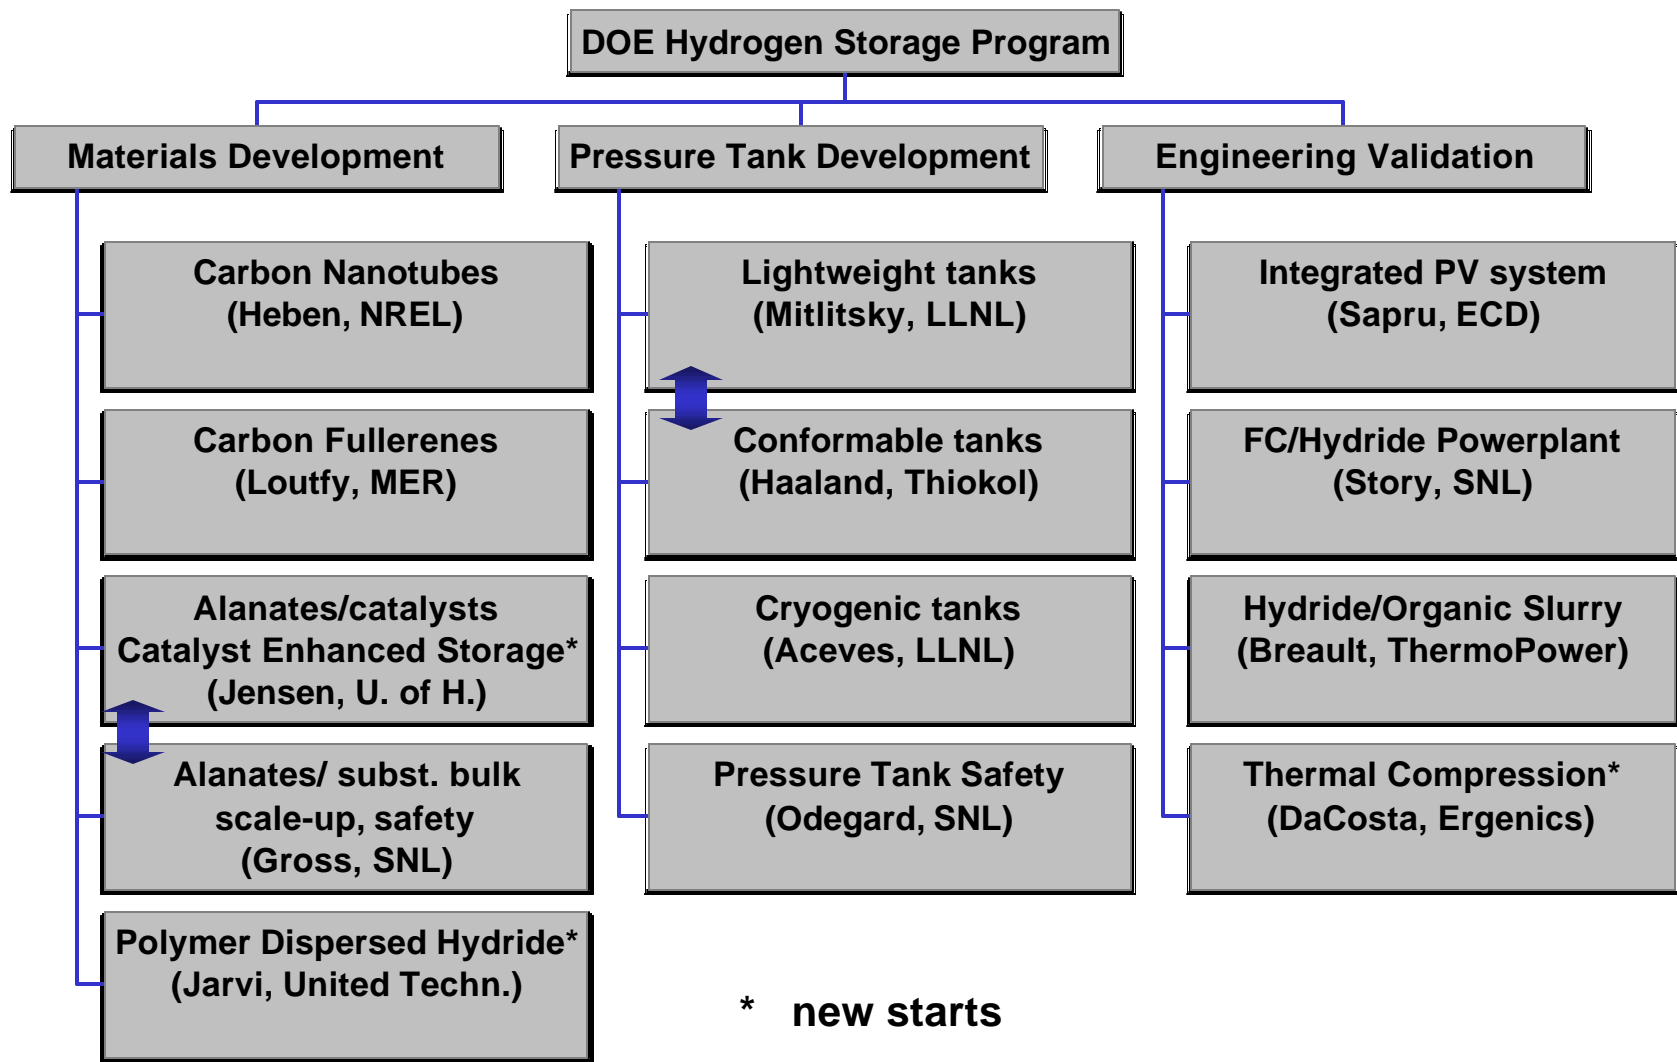 DOE Hydrogen Storage Program
Materials Development
Carbon Nanotubes
(Heben, NREL)
Carbon Fullerenes
(Loutfy, MER)
Alanates/catalysts
Catalyst Enhanced Storage*
(Jensen, U. of H.)
Alanates/ subst. bulk
scale-up, safety
(Gross, SNL)
Polymer Dispersed Hydride*
(Jarvi, United Techn.)
Pressure Tank Development
Lightweight tanks
(Mitlitsky, LLNL)
Conformable tanks
(Haaland, Thiokol)
Cryogenic tanks
(Aceves, LLNL)
Pressure Tank Safety
(Odegard, SNL)
Engineering Validation
Integrated PV system
(Sapru, ECD)
FC/Hydride Powerplant
(Story, SNL)
Hydride/Organic Slurry
(Breault, ThermoPower)
Thermal Compression*
(DaCosta, Ergenics)
* new starts